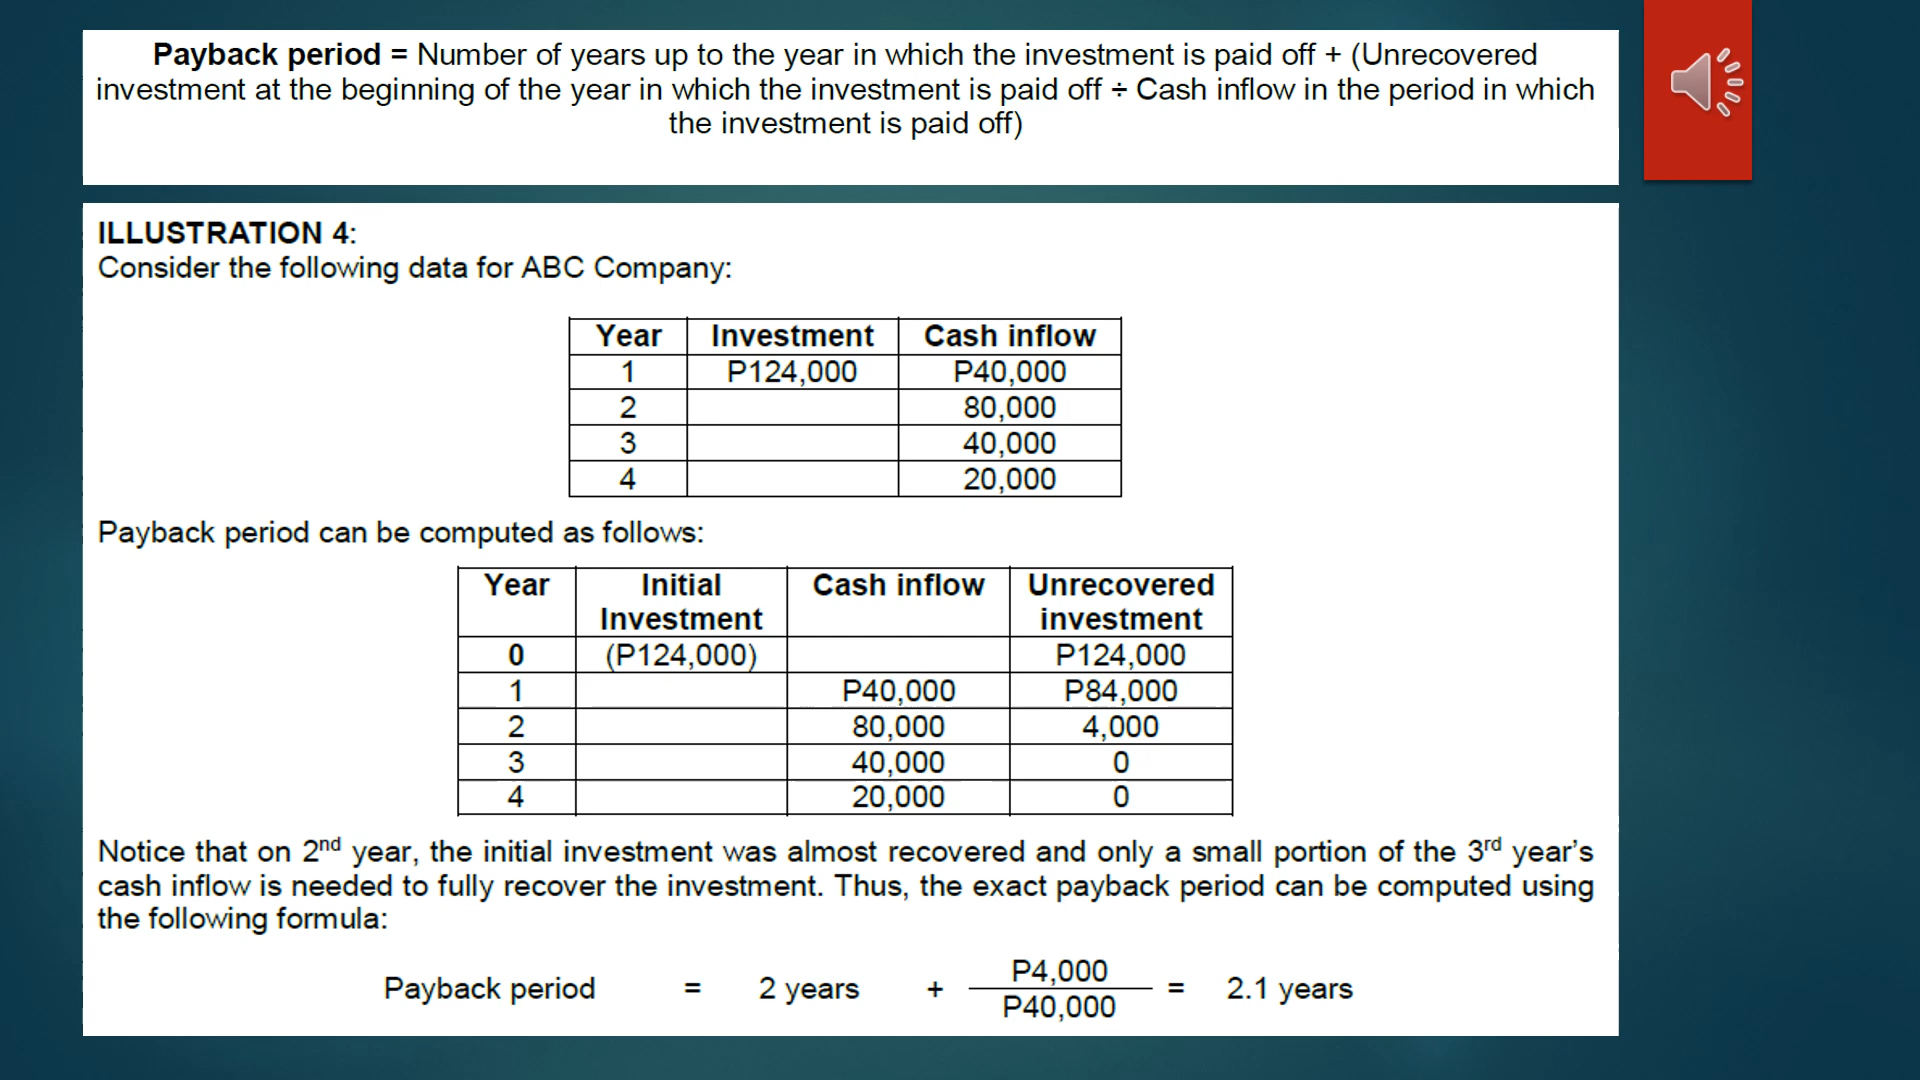 Payback period = Number of years up to the year in which the investment is paid off + (Unrecovered
investment at the beginning of the year in which the investment is paid off ÷ Cash inflow in the period in which
the investment is paid off)
ILLUSTRATION 4:
Consider the following data for ABC Company:
Year Investment Cash inflow
1 P124,000 P40,000
2 80,000
3 40,000
4 20,000
Payback period can be computed as follows:
Year Initial Cash inflow Unrecovered
Investment investment
0 (P124,000) P124,000
1 P40,000 P84,000
2 80,000 4,000
3 40,000 0
4 20,000 0
Notice that on 2nd year, the initial investment was almost recovered and only a small portion of the 3rd year's
cash inflow is needed to fully recover the investment. Thus, the exact payback period can be computed using
the following formula:
P4,000
Payback period = 2 years + = 2.1 years
P40,000